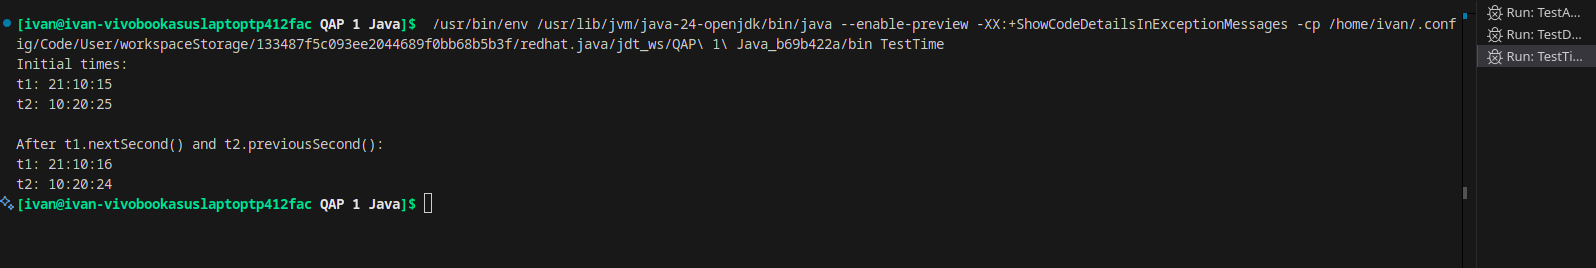 [ivan@ivan-vivobookasuslaptoptp412fac QAP 1 Java]$  /usr/bin/env /usr/lib/jvm/java-24-openjdk/bin/java --enable-preview -XX:+ShowCodeDetailsInExceptionMessages -cp /home/ivan/.conf
ig/Code/User/workspaceStorage/133487f5c093ee2044689f0bb68b5b3f/redhat.java/jdt_ws/QAP\ 1\ Java_b69b422a/bin TestTime
Initial times:
t1: 21:10:15
t2: 10:20:25

After t1.nextSecond() and t2.previousSecond():
t1: 21:10:16
t2: 10:20:24
[ivan@ivan-vivobookasuslaptoptp412fac QAP 1 Java]$
Run: TestA...
Run: TestD...
Run: TestTi...